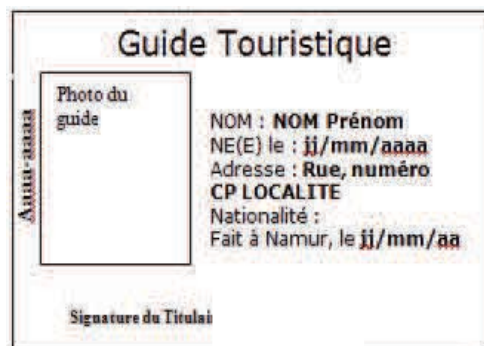 Guide Touristique
Photo du
guide
Aaaa-aaaa
NOM : NOM Prénom
NE(E) le : jj/mm/aaaa
Adresse : Rue, numéro
CP LOCALITE
Nationalité :
Fait à Namur, le jj/mm/aa
Signature du Titulai